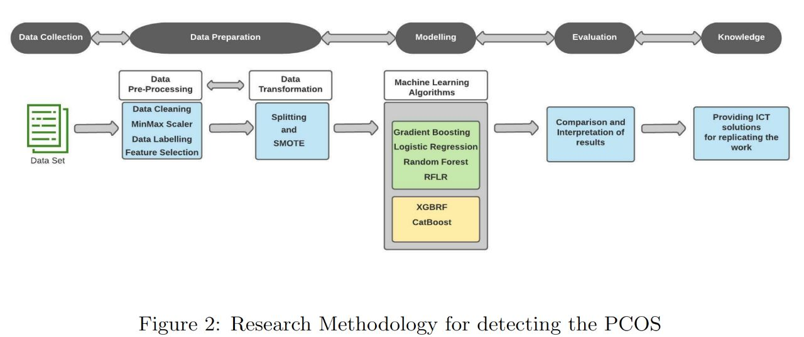 Data Collection
Data Preparation
Modelling
Evaluation
Knowledge
Data
Pre-Processing
Data
Transformation
Machine Learning
Algorithms
Data Set
Data Cleaning
MinMax Scaler
Data Labelling
Feature Selection
Splitting
and
SMOTE
Gradient Boosting
Logistic Regression
Random Forest
RFLR
XGBRF
CatBoost
Comparison and
Interpretation of
results
Providing ICT
solutions
for replicating the
work
Figure 2: Research Methodology for detecting the PCOS